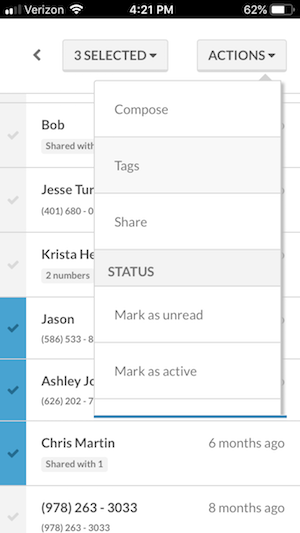 Verizon 4:21 PM 62%
3 SELECTED ACTIONS
Compose
Bob
Shared with
Tags
Jesse Tur
(401) 680 - 0
Share
Krista He
2 numbers
STATUS
Jason
Mark as unread
(586) 533 - 8
Ashley Jo
Mark as active
(626) 202 - 7
Chris Martin 6 months ago
Shared with 1
(978) 263 - 3033 8 months ago
(978) 263 - 3033